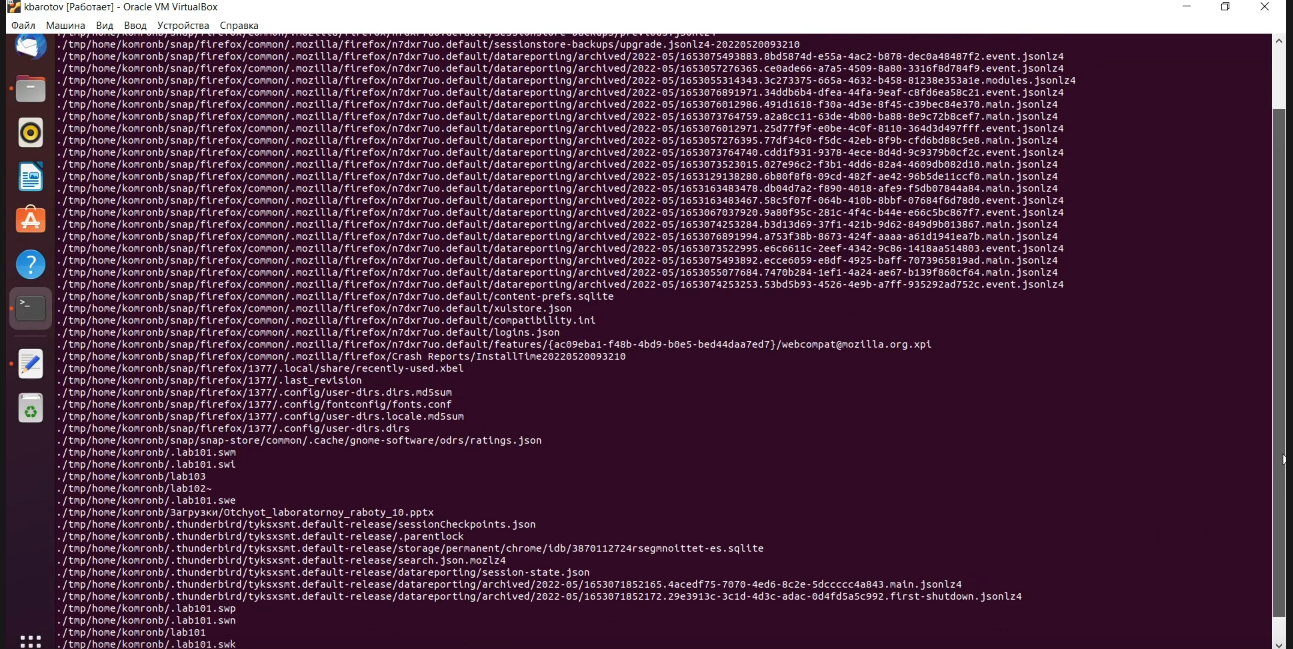 kbarotov [Работает] - Oracle VM VirtualBox
Файл Машина Вид Ввод Устройства Справка
./tmp/home/komronb/snap/firefox/common/.mozilla/firefox/n7dxr7uo.default/sessionstore-backups/upgrade.jsonlz4-20220520093210
./tmp/home/komronb/snap/firefox/common/.mozilla/firefox/n7dxr7uo.default/datareporting/archived/2022-05/1653075493883.8bd5874d-e55a-4ac2-b878-dec0a48487f2.event.jsonlz4
./tmp/home/komronb/snap/firefox/common/.mozilla/firefox/n7dxr7uo.default/datareporting/archived/2022-05/1653057276365.ce0ade66-a7a5-4509-8a80-3316f8d784f9.event.jsonlz4
./tmp/home/komronb/snap/firefox/common/.mozilla/firefox/n7dxr7uo.default/datareporting/archived/2022-05/1653055314343.3c273375-665a-4632-b458-81238e353a1e.modules.jsonlz4
./tmp/home/komronb/snap/firefox/common/.mozilla/firefox/n7dxr7uo.default/datareporting/archived/2022-05/1653076891971.34ddb6b4-dfea-44fa-9eaf-c8fd6ea58c21.event.jsonlz4
./tmp/home/komronb/snap/firefox/common/.mozilla/firefox/n7dxr7uo.default/datareporting/archived/2022-05/1653076012986.491d1618-f30a-4d3e-8f45-c39bec84e370.main.jsonlz4
./tmp/home/komronb/snap/firefox/common/.mozilla/firefox/n7dxr7uo.default/datareporting/archived/2022-05/1653073764759.a2a8cc11-63de-4b00-ba88-8e9c72b8cef7.main.jsonlz4
./tmp/home/komronb/snap/firefox/common/.mozilla/firefox/n7dxr7uo.default/datareporting/archived/2022-05/1653076012971.25d77f9f-e0be-4c0f-8110-364d3d497fff.event.jsonlz4
./tmp/home/komronb/snap/firefox/common/.mozilla/firefox/n7dxr7uo.default/datareporting/archived/2022-05/1653057276395.77df34c0-f5dc-42eb-8f9b-cfd6bd88c5e8.main.jsonlz4
./tmp/home/komronb/snap/firefox/common/.mozilla/firefox/n7dxr7uo.default/datareporting/archived/2022-05/1653073764740.cdd1f931-9378-4ece-8d4d-9c9379b0cf2c.event.jsonlz4
./tmp/home/komronb/snap/firefox/common/.mozilla/firefox/n7dxr7uo.default/datareporting/archived/2022-05/1653073523015.027e96c2-f3b1-4dd6-82a4-4609db082d10.main.jsonlz4
./tmp/home/komronb/snap/firefox/common/.mozilla/firefox/n7dxr7uo.default/datareporting/archived/2022-05/1653129138280.6b80f8f8-09cd-482f-ae42-96b5de11ccf0.main.jsonlz4
./tmp/home/komronb/snap/firefox/common/.mozilla/firefox/n7dxr7uo.default/datareporting/archived/2022-05/1653163483478.db04d7a2-f890-4018-afe9-f5db07844a84.main.jsonlz4
./tmp/home/komronb/snap/firefox/common/.mozilla/firefox/n7dxr7uo.default/datareporting/archived/2022-05/1653163483467.58c5f07f-064b-410b-8bbf-07684f6d78d0.event.jsonlz4
./tmp/home/komronb/snap/firefox/common/.mozilla/firefox/n7dxr7uo.default/datareporting/archived/2022-05/1653067037920.9a80f95c-281c-4f4c-b44e-e66c5bc867f7.event.jsonlz4
./tmp/home/komronb/snap/firefox/common/.mozilla/firefox/n7dxr7uo.default/datareporting/archived/2022-05/1653074253284.b3d13d69-37f1-421b-9d62-849d9b013867.main.jsonlz4
./tmp/home/komronb/snap/firefox/common/.mozilla/firefox/n7dxr7uo.default/datareporting/archived/2022-05/1653076891994.a753f38b-8673-424f-aaaa-a61d1941ea7b.main.jsonlz4
./tmp/home/komronb/snap/firefox/common/.mozilla/firefox/n7dxr7uo.default/datareporting/archived/2022-05/1653073522995.e6c6611c-2eef-4342-9c86-1418aa514803.event.jsonlz4
./tmp/home/komronb/snap/firefox/common/.mozilla/firefox/n7dxr7uo.default/datareporting/archived/2022-05/1653075493892.ecce6059-e8df-4925-baff-7073965819ad.main.jsonlz4
./tmp/home/komronb/snap/firefox/common/.mozilla/firefox/n7dxr7uo.default/datareporting/archived/2022-05/1653055077684.7470b284-1ef1-4a24-ae67-b139f860cf64.main.jsonlz4
./tmp/home/komronb/snap/firefox/common/.mozilla/firefox/n7dxr7uo.default/datareporting/archived/2022-05/1653074253253.53bd5b93-4526-4e9b-a7ff-935292ad752c.event.jsonlz4
./tmp/home/komronb/snap/firefox/common/.mozilla/firefox/n7dxr7uo.default/content-prefs.sqlite
./tmp/home/komronb/snap/firefox/common/.mozilla/firefox/n7dxr7uo.default/xulstore.json
./tmp/home/komronb/snap/firefox/common/.mozilla/firefox/n7dxr7uo.default/compatibility.ini
./tmp/home/komronb/snap/firefox/common/.mozilla/firefox/n7dxr7uo.default/logins.json
./tmp/home/komronb/snap/firefox/common/.mozilla/firefox/n7dxr7uo.default/features/{ac09eba1-f48b-4bd9-b0e5-bed44daa7ed7}/webcompat@mozilla.org.xpi
./tmp/home/komronb/snap/firefox/common/.mozilla/firefox/Crash Reports/InstallTime20220520093210
./tmp/home/komronb/snap/firefox/1377/.local/share/recently-used.xbel
./tmp/home/komronb/snap/firefox/1377/.last_revision
./tmp/home/komronb/snap/firefox/1377/.config/user-dirs.dirs.md5sum
./tmp/home/komronb/snap/firefox/1377/.config/fontconfig/fonts.conf
./tmp/home/komronb/snap/firefox/1377/.config/user-dirs.locale.md5sum
./tmp/home/komronb/snap/firefox/1377/.config/user-dirs.dirs
./tmp/home/komronb/snap/snap-store/common/.cache/gnome-software/odrs/ratings.json
./tmp/home/komronb/.lab101.swm
./tmp/home/komronb/.lab101.swi
./tmp/home/komronb/lab103
./tmp/home/komronb/lab102~
./tmp/home/komronb/.lab101.swe
./tmp/home/komronb/Загрузки/Otchyot_laboratornoy_raboty_10.pptx
./tmp/home/komronb/.thunderbird/tyksxsmt.default-release/sessionCheckpoints.json
./tmp/home/komronb/.thunderbird/tyksxsmt.default-release/.parentlock
./tmp/home/komronb/.thunderbird/tyksxsmt.default-release/storage/permanent/chrome/idb/3870112724rsegmnoittet-es.sqlite
./tmp/home/komronb/.thunderbird/tyksxsmt.default-release/search.json.mozlz4
./tmp/home/komronb/.thunderbird/tyksxsmt.default-release/datareporting/session-state.json
./tmp/home/komronb/.thunderbird/tyksxsmt.default-release/datareporting/archived/2022-05/1653071852165.4acedf75-7070-4ed6-8c2e-5dccccc4a843.main.jsonlz4
./tmp/home/komronb/.thunderbird/tyksxsmt.default-release/datareporting/archived/2022-05/1653071852172.29e3913c-3c1d-4d3c-adac-0d4fd5a5c992.first-shutdown.jsonlz4
./tmp/home/komronb/.lab101.swp
./tmp/home/komronb/.lab101.swn
./tmp/home/komronb/lab101
./tmp/home/komronb/.lab101.swk